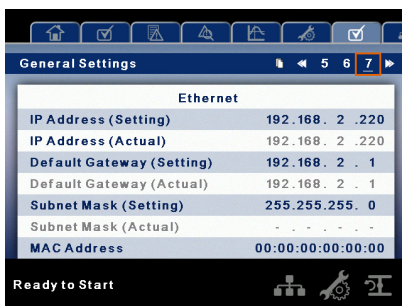 General Settings 5 6 7
Ethernet
IP Address (Setting) 192.168. 2 .220
IP Address (Actual) 192.168. 2 .220
Default Gateway (Setting) 192.168. 2 . 1
Default Gateway (Actual) 192.168. 2 . 1
Subnet Mask (Setting) 255.255.255. 0
Subnet Mask (Actual) - . - . - . -
MAC Address 00:00:00:00:00:00
Ready to Start